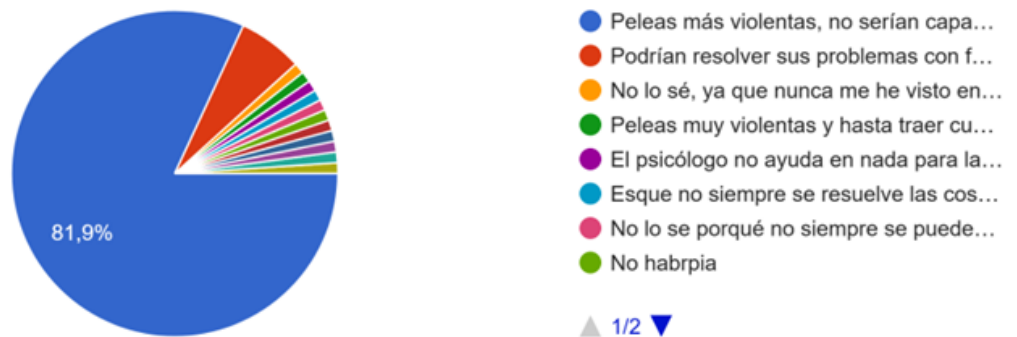 81,9%
Peleas más violentas, no serían capa…
Podrían resolver sus problemas con f…
No lo sé, ya que nunca me he visto en…
Peleas muy violentas y hasta traer cu…
El psicólogo no ayuda en nada para la…
Esque no siempre se resuelve las cos…
No lo se porqué no siempre se puede…
No habrpia
1/2